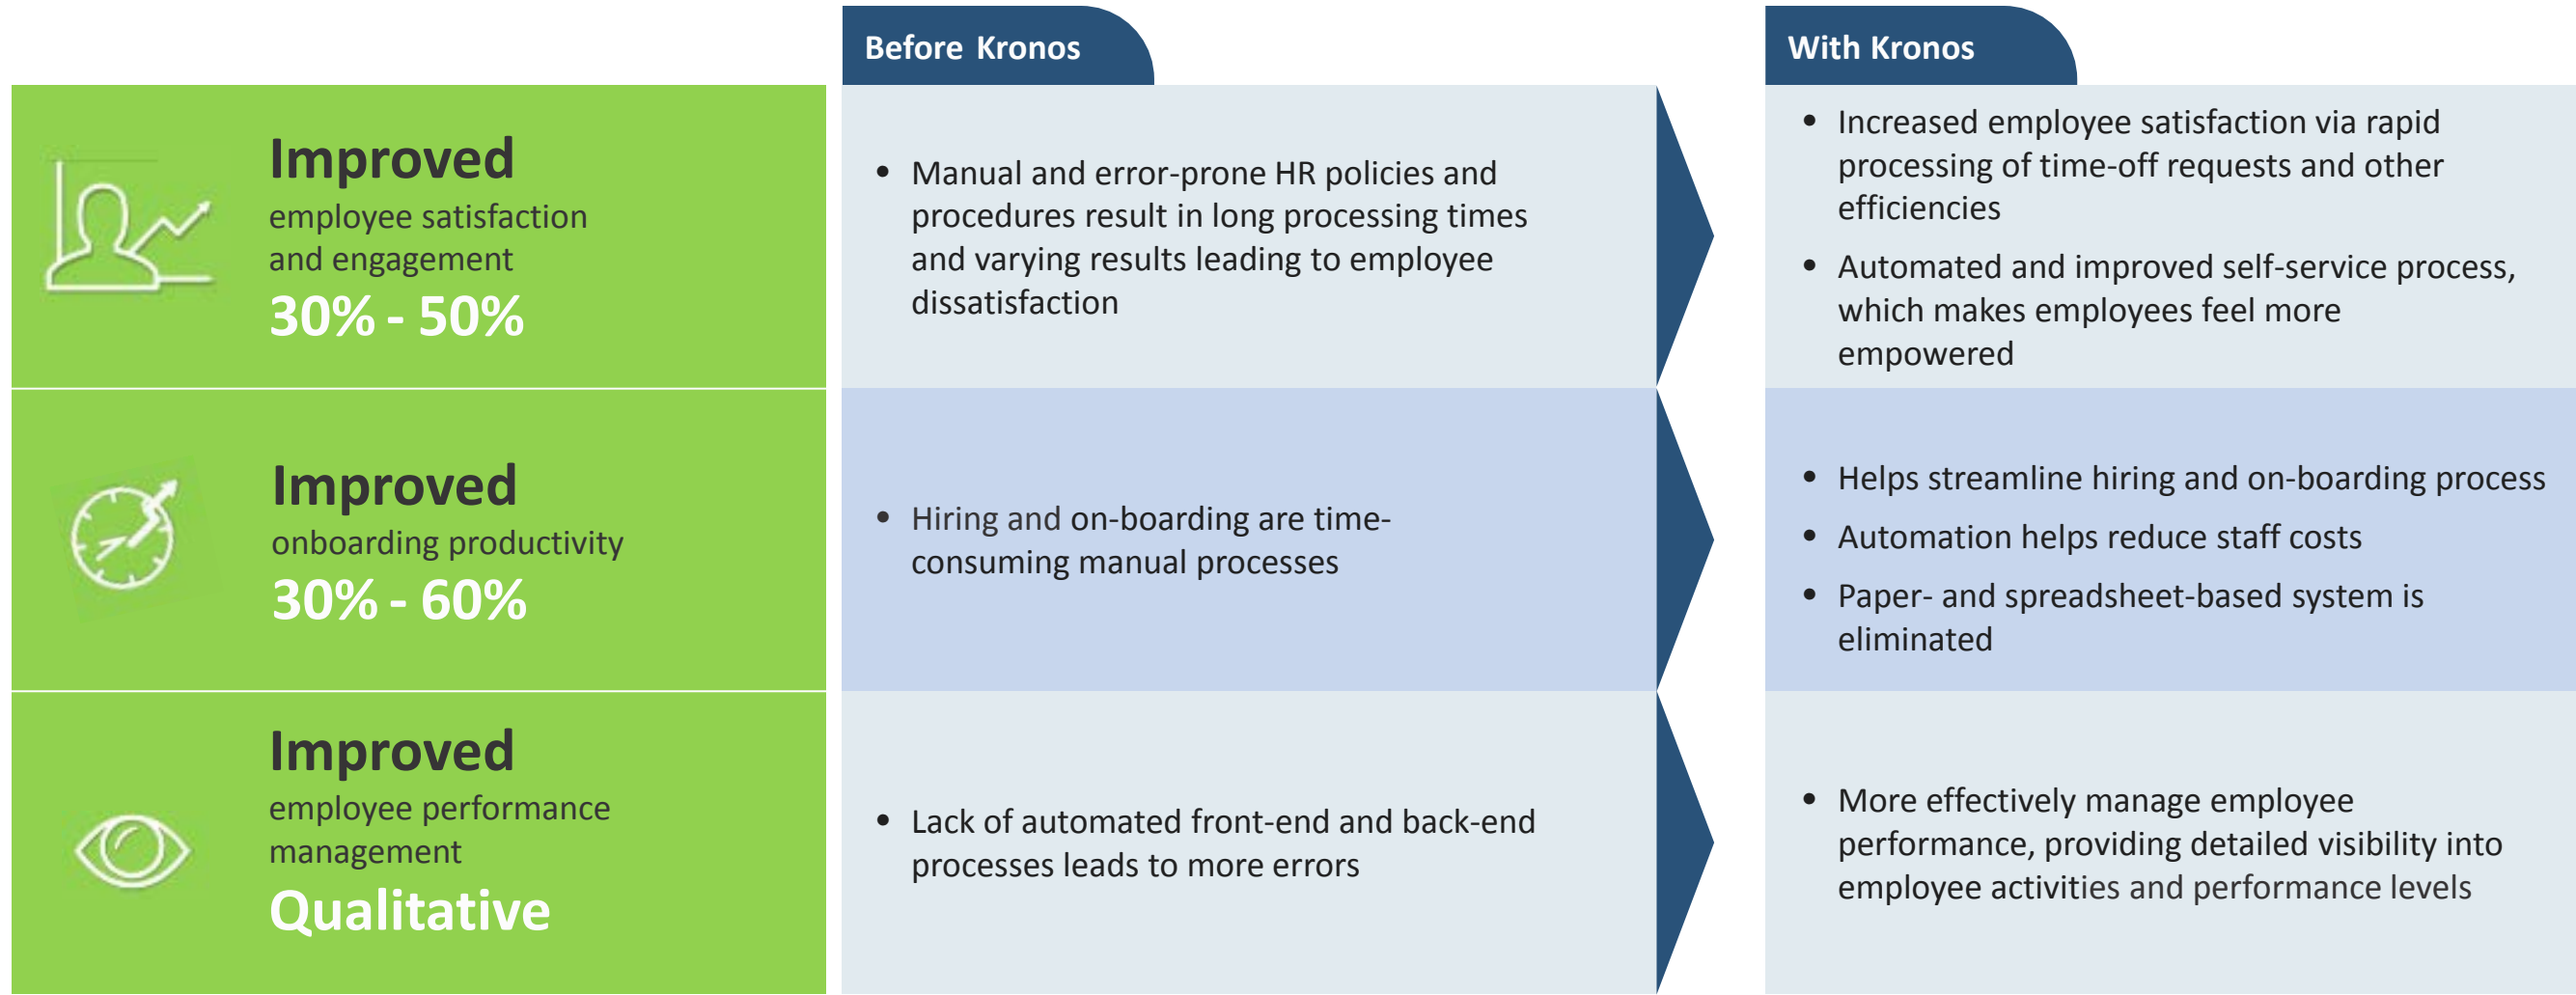 Before Kronos
With Kronos
Improved
employee satisfaction
and engagement
30% - 50%
• Manual and error-prone HR policies and
procedures result in long processing times
and varying results leading to employee
dissatisfaction
• Increased employee satisfaction via rapid
processing of time-off requests and other
efficiencies
• Automated and improved self-service process,
which makes employees feel more
empowered
Improved
onboarding productivity
30% - 60%
• Hiring and on-boarding are time-
consuming manual processes
• Helps streamline hiring and on-boarding process
• Automation helps reduce staff costs
• Paper- and spreadsheet-based system is
eliminated
Improved
employee performance
management
Qualitative
• Lack of automated front-end and back-end
processes leads to more errors
• More effectively manage employee
performance, providing detailed visibility into
employee activities and performance levels